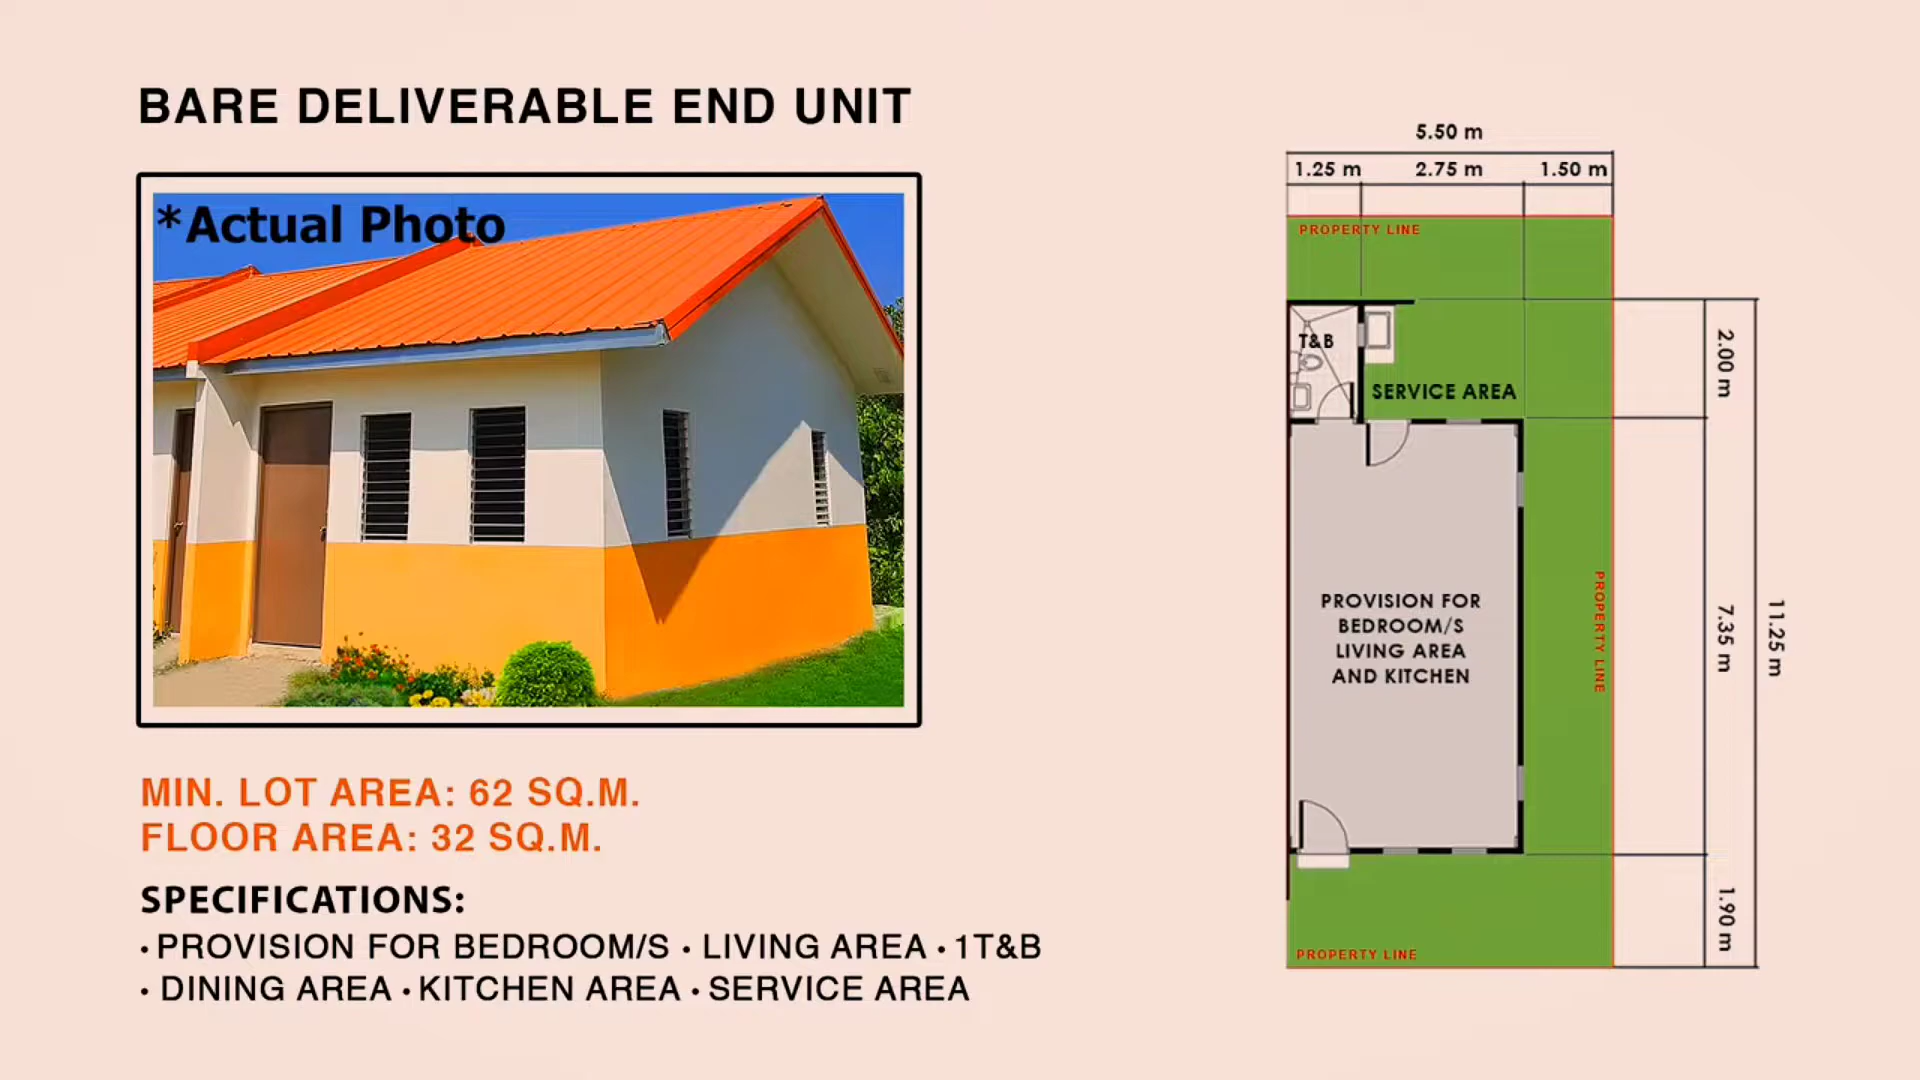 BARE DELIVERABLE END UNIT
*Actual Photo
MIN. LOT AREA: 62 SQ.M.
FLOOR AREA: 32 SQ.M.
SPECIFICATIONS:
• PROVISION FOR BEDROOM/S • LIVING AREA • 1T&B
• DINING AREA • KITCHEN AREA • SERVICE AREA
5.50 m
1.25 m 2.75 m 1.50 m
PROPERTY LINE
T&B
SERVICE AREA
2.00 m
PROVISION FOR
BEDROOM/S
LIVING AREA
AND KITCHEN
PROPERTY LINE
7.35 m
11.25 m
1.90 m
PROPERTY LINE